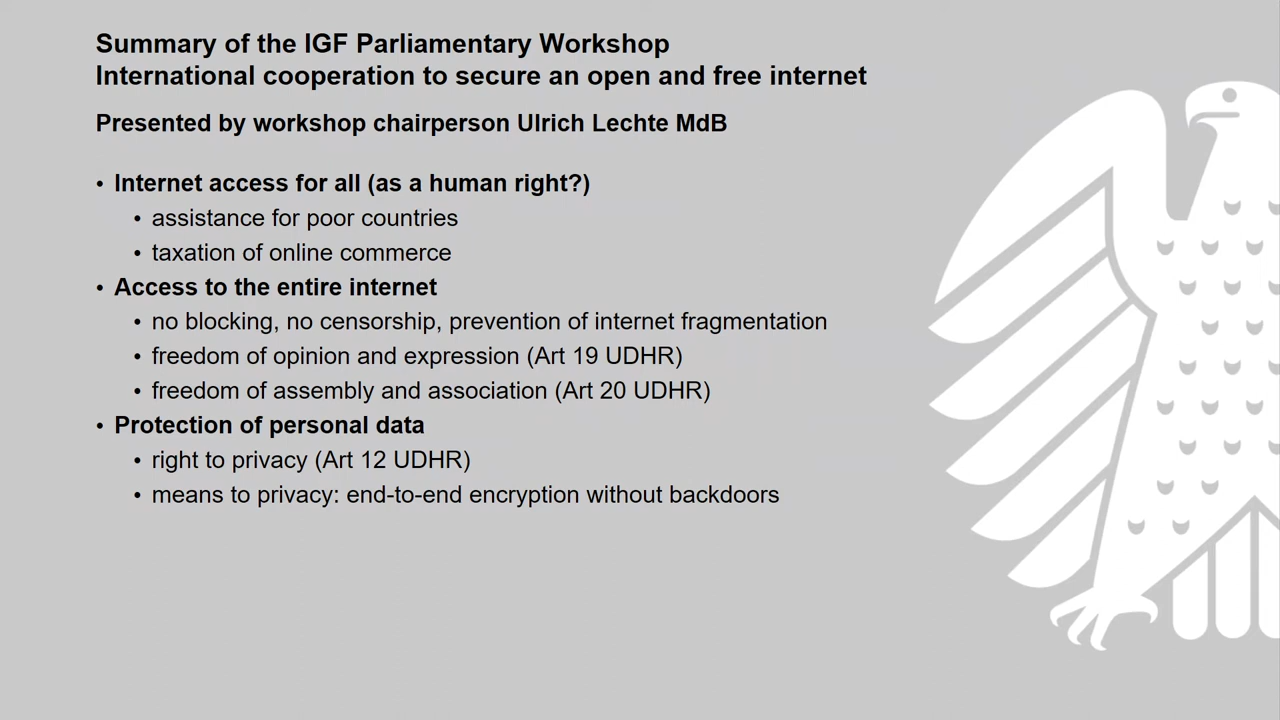 Summary of the IGF Parliamentary Workshop
International cooperation to secure an open and free internet
Presented by workshop chairperson Ulrich Lechte MdB
• Internet access for all (as a human right?)
• assistance for poor countries
• taxation of online commerce
• Access to the entire internet
• no blocking, no censorship, prevention of internet fragmentation
• freedom of opinion and expression (Art 19 UDHR)
• freedom of assembly and association (Art 20 UDHR)
• Protection of personal data
• right to privacy (Art 12 UDHR)
• means to privacy: end-to-end encryption without backdoors